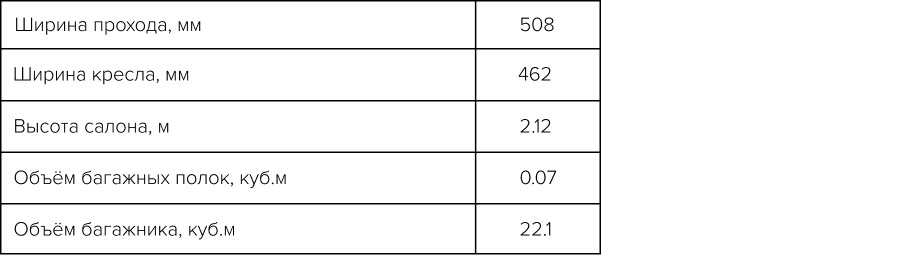 Ширина прохода, мм 508
Ширина кресла, мм 462
Высота салона, м 2.12
Объём багажных полок, куб.м 0.07
Объём багажника, куб.м 22.1